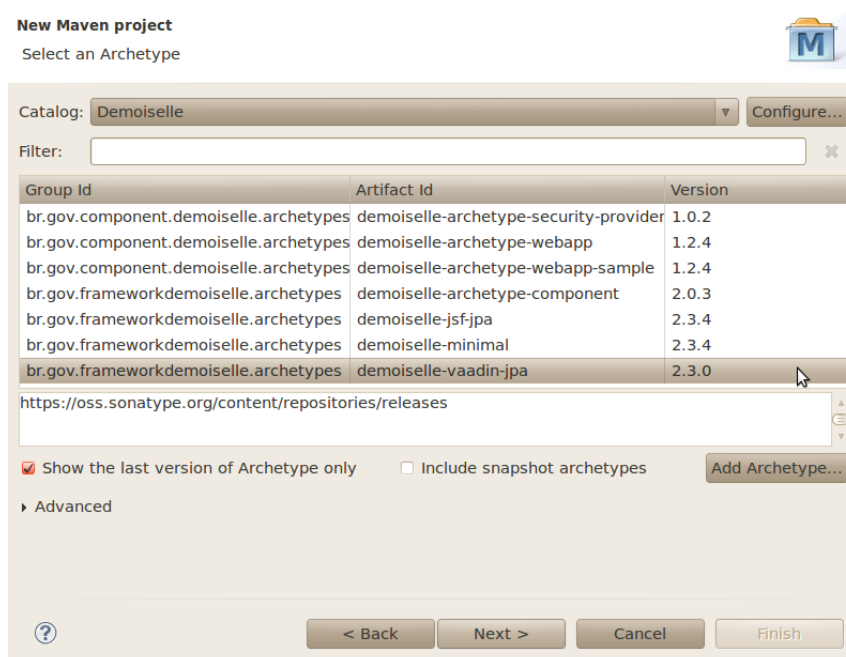 New Maven project
Select an Archetype
M
Catalog: Demoiselle Configure...
Filter:
Group Id Artifact Id Version
br.gov.component.demoiselle.archetypes demoiselle-archetype-security-provider 1.0.2
br.gov.component.demoiselle.archetypes demoiselle-archetype-webapp 1.2.4
br.gov.component.demoiselle.archetypes demoiselle-archetype-webapp-sample 1.2.4
br.gov.frameworkdemoiselle.archetypes demoiselle-archetype-component 2.0.3
br.gov.frameworkdemoiselle.archetypes demoiselle-jsf-jpa 2.3.4
br.gov.frameworkdemoiselle.archetypes demoiselle-minimal 2.3.4
br.gov.frameworkdemoiselle.archetypes demoiselle-vaadin-jpa 2.3.0
https://oss.sonatype.org/content/repositories/releases
Show the last version of Archetype only Include snapshot archetypes Add Archetype...
Advanced
? < Back Next > Cancel Finish